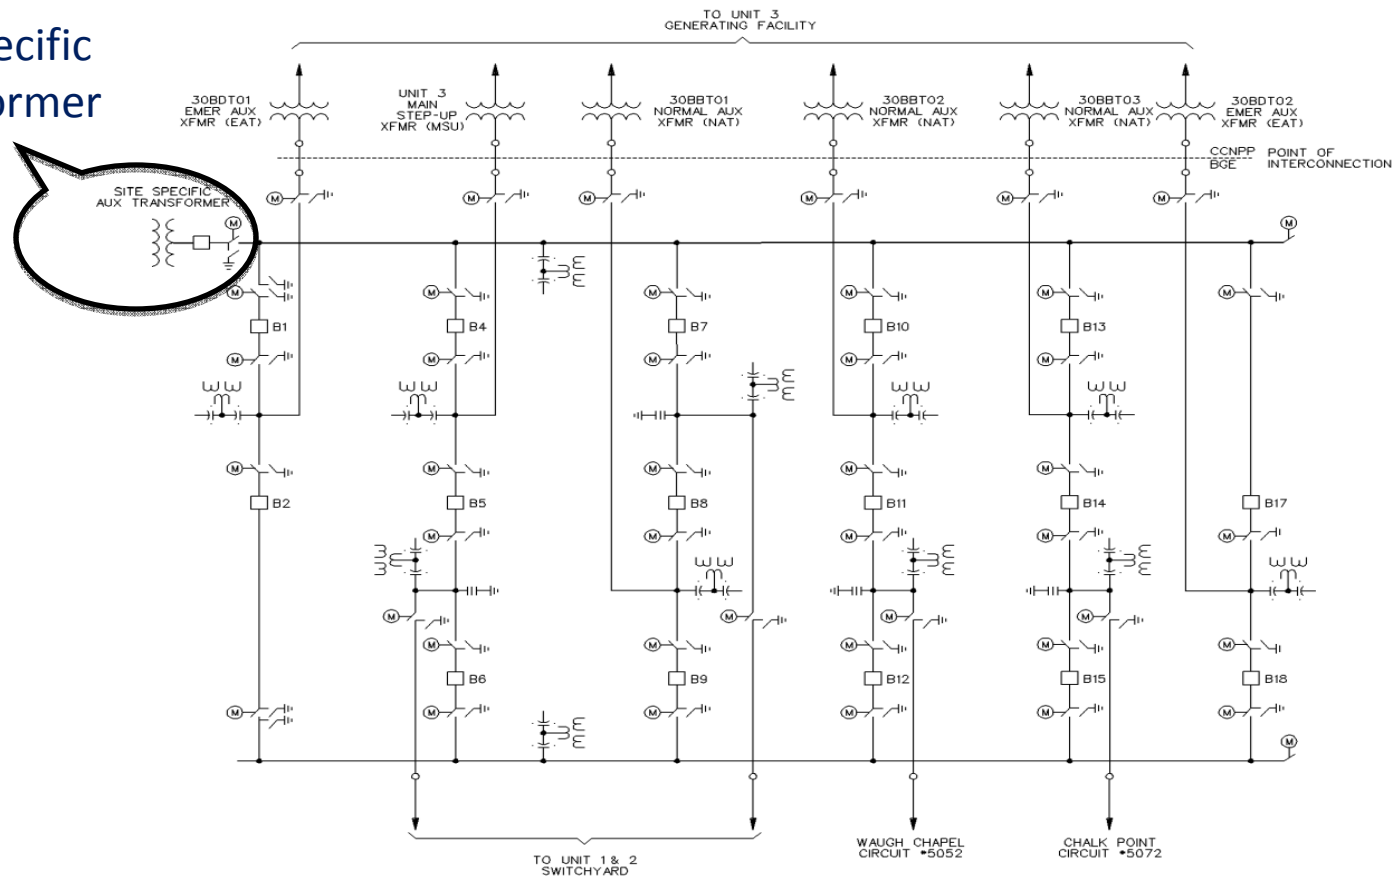 TO UNIT 3
GENERATING FACILITY
ecific
ormer
30BDT01
EMER AUX
XFMR (EAT)
UNIT 3
MAIN
STEP-UP
XFMR (MSU)
30BBT01
NORMAL AUX
XFMR (NAT)
30BBT02
NORMAL AUX
XFMR (NAT)
30BBT03
NORMAL AUX
XFMR (NAT)
30BDT02
EMER AUX
XFMR (EAT)
CCNPP
BGE
POINT OF
INTERCONNECTION
SITE SPECIFIC
AUX TRANSFORMER
M M M M M M
M M
M M M M M M
B1 B4 B7 B10 B13
M M M M M
M M M M M
B2 B5 B8 B11 B14 B17
M M M M M
M M M M
M M M M M
B6 B9 B12 B15 B18
M M M M M M
M
TO UNIT 1 & 2
SWITCHYARD
WAUGH CHAPEL
CIRCUIT #5052
CHALK POINT
CIRCUIT #5072